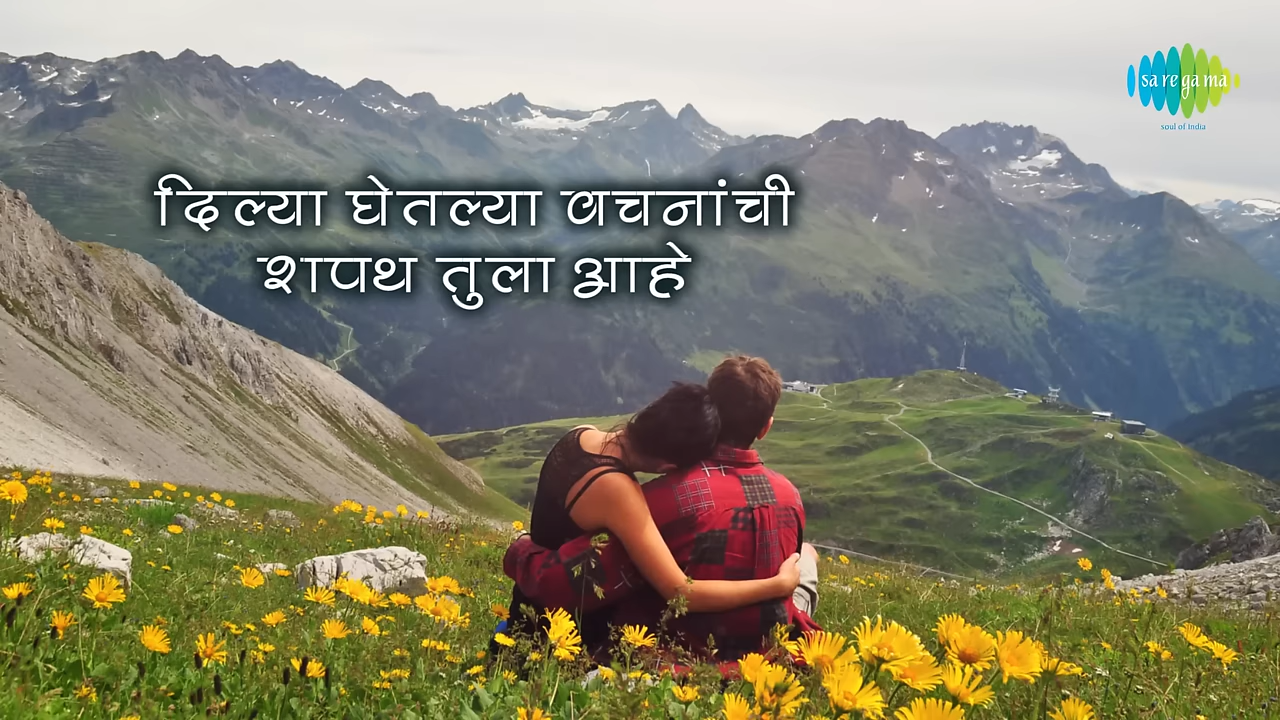 दिल्या घेतल्या वचनांची
शपथ तुला आहे
sa re ga ma
soul of India